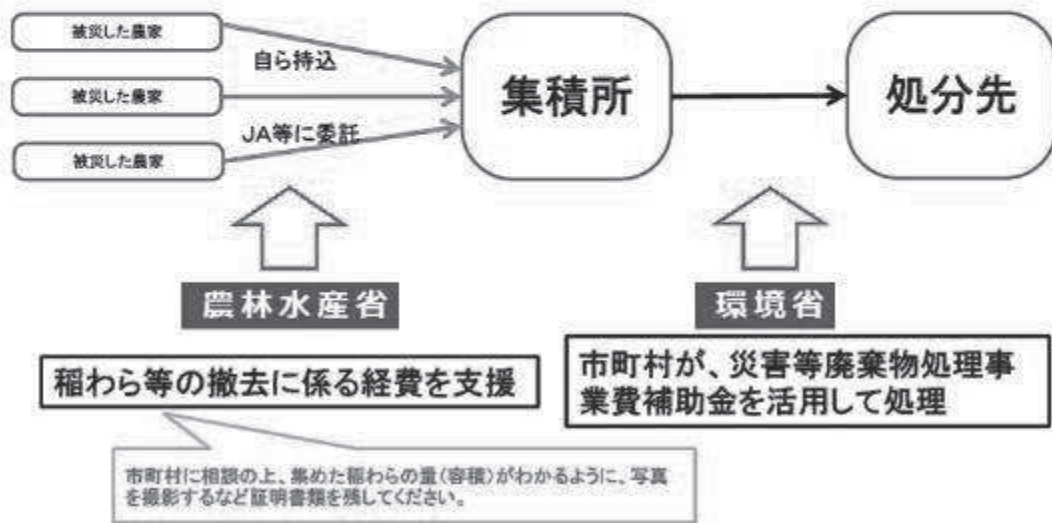 被災した農家
自ら持込
被災した農家
JA等に委託
被災した農家
集積所
処分先
農林水産省
環境省
稲わら等の撤去に係る経費を支援
市町村が、災害等廃棄物処理事
業費補助金を活用して処理
市町村に相談の上、集めた稲わらの量(容積)がわかるように、写真
を撮影するなど証明書類を残してください。